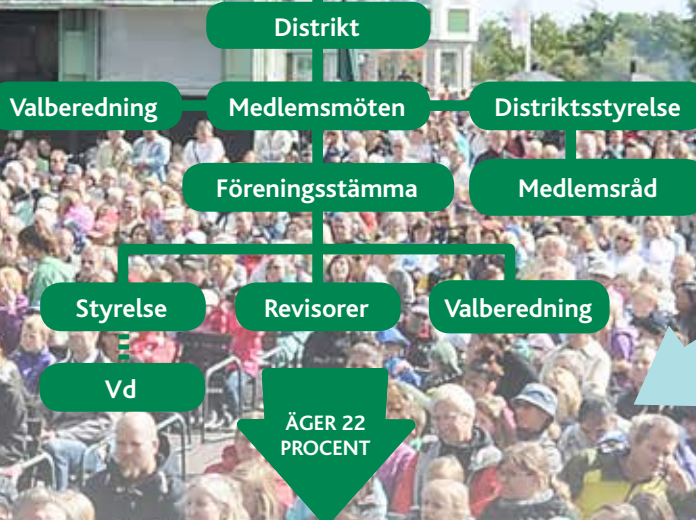 Distrikt
Valberedning
Medlemsmöten
Distriktsstyrelse
Föreningsstämma
Medlemsråd
Styrelse
Revisorer
Valberedning
Vd
ÄGER 22
PROCENT